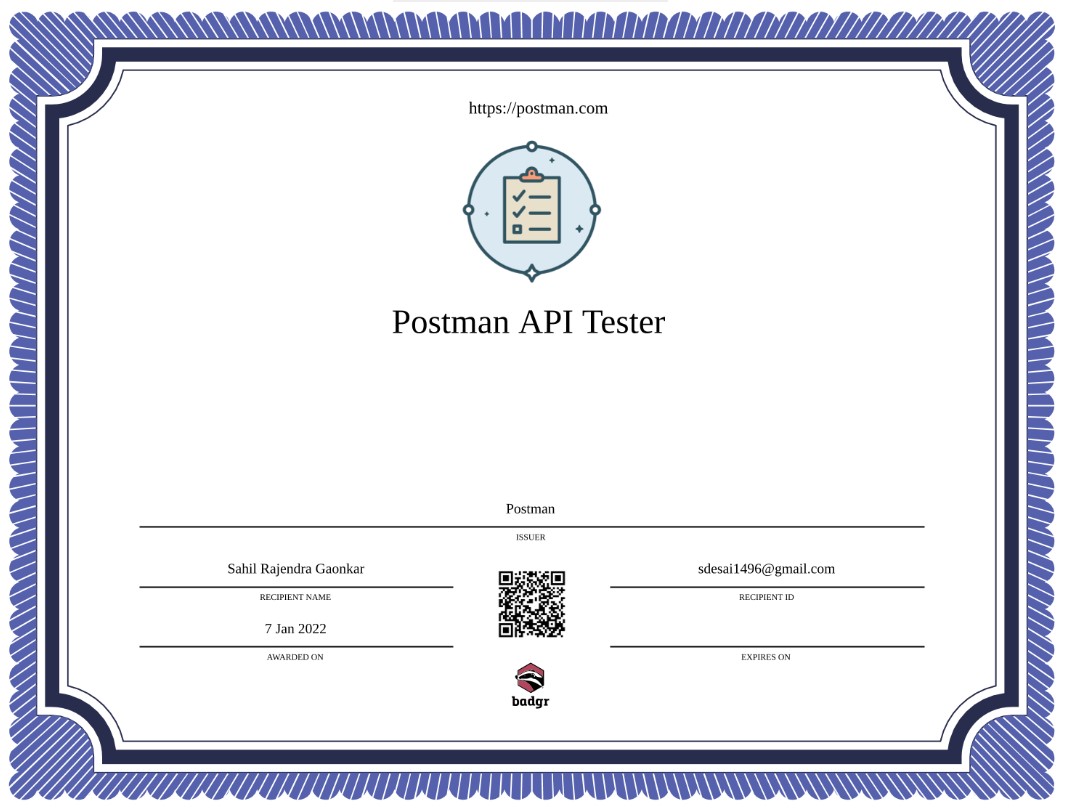 https://postman.com
Postman API Tester
Postman
ISSUER
Sahil Rajendra Gaonkar
RECIPIENT NAME
sdesai1496@gmail.com
RECIPIENT ID
7 Jan 2022
AWARDED ON
EXPIRES ON
badgr